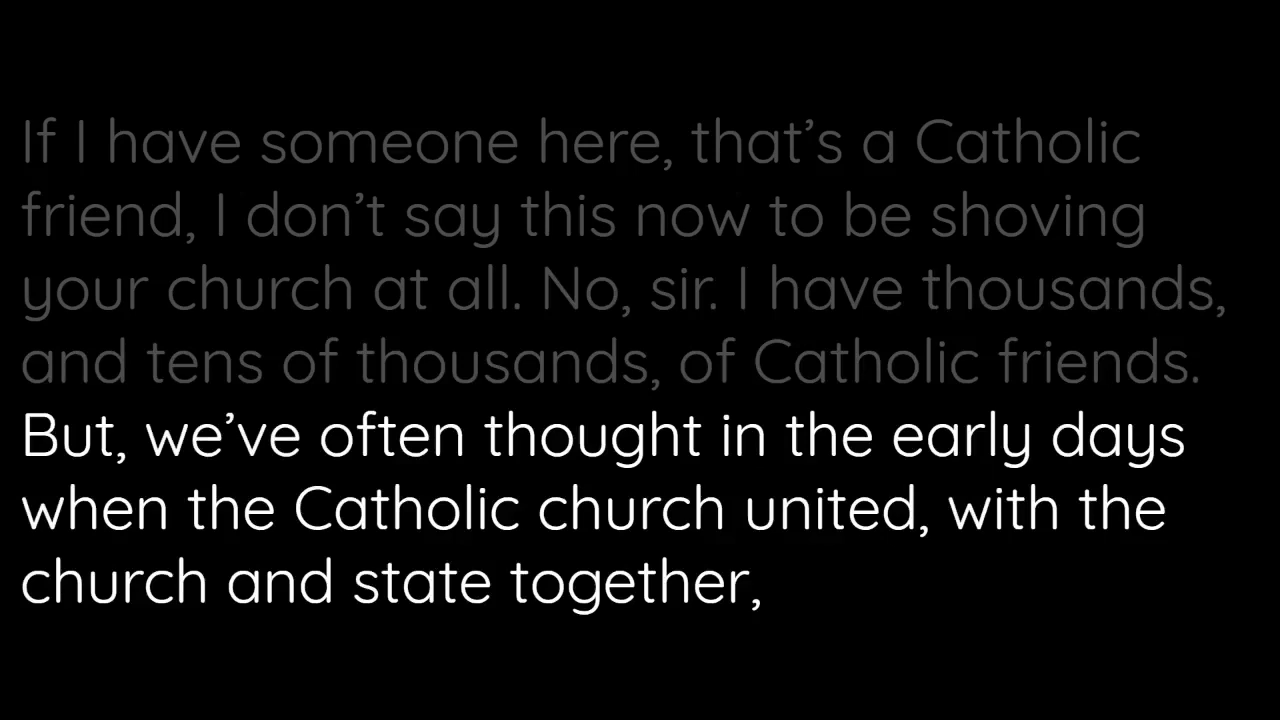 If I have someone here, that’s a Catholic
friend, I don’t say this now to be shoving
your church at all. No, sir. I have thousands,
and tens of thousands, of Catholic friends.
But, we’ve often thought in the early days
when the Catholic church united, with the
church and state together,